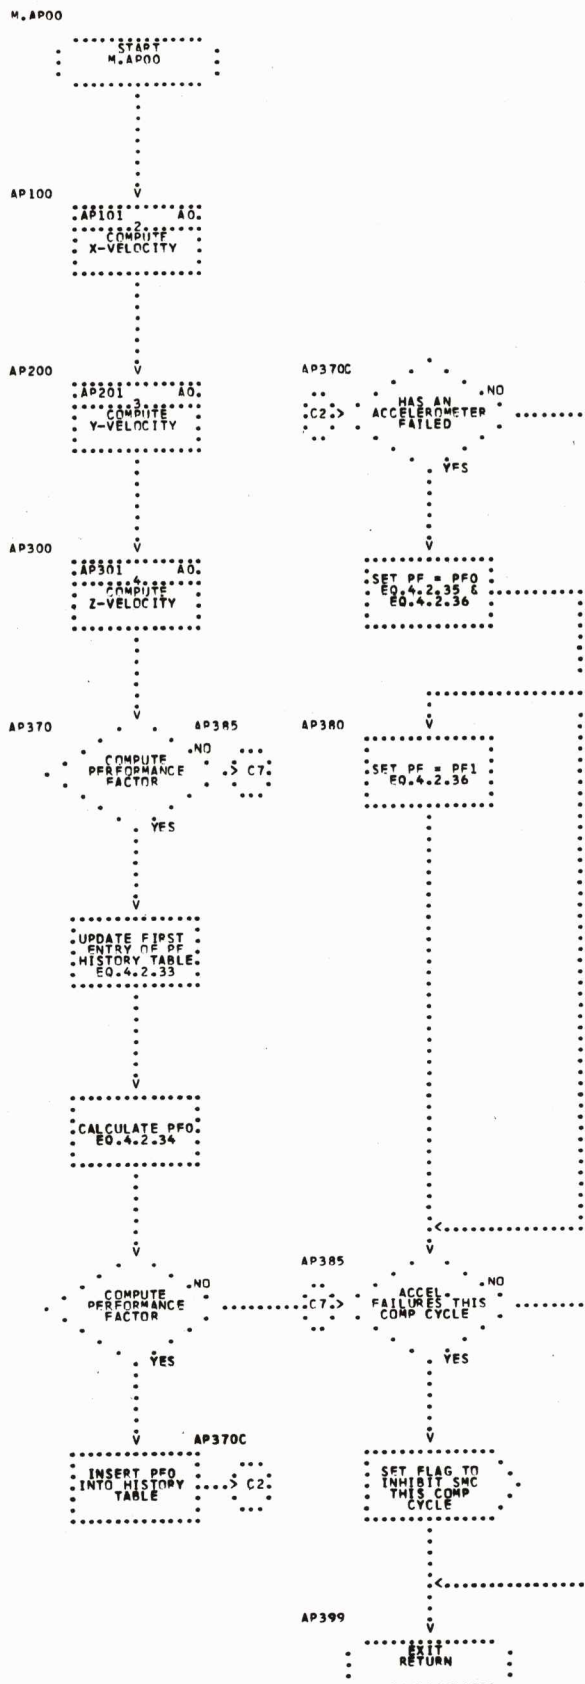 M.AP00
START
M.AP00
AP100
AP101 A0
2
COMPUTE
X-VELOCITY
AP200
AP201 A0
3
COMPUTE
Y-VELOCITY
AP300
AP301 A0
4
COMPUTE
Z-VELOCITY
AP370
COMPUTE
PERFORMANCE
FACTOR
NO
AP385
> C7
YES
UPDATE FIRST
ENTRY OF PF
HISTORY TABLE
EQ.4.2.33
CALCULATE PF0
EQ.4.2.34
COMPUTE
PERFORMANCE
FACTOR
NO
YES
INSERT PF0
INTO HISTORY
TABLE
AP370C
> C2
AP370C
C2 >
HAS AN
ACCELEROMETER
FAILED
NO
YES
SET PF = PF0
EQ.4.2.35 &
EQ.4.2.36
AP380
SET PF = PF1
EQ.4.2.36
AP385
C7 >
ACCEL.
FAILURES THIS
COMP CYCLE
NO
YES
SET FLAG TO
INHIBIT SMC
THIS COMP
CYCLE
AP399
EXIT
RETURN